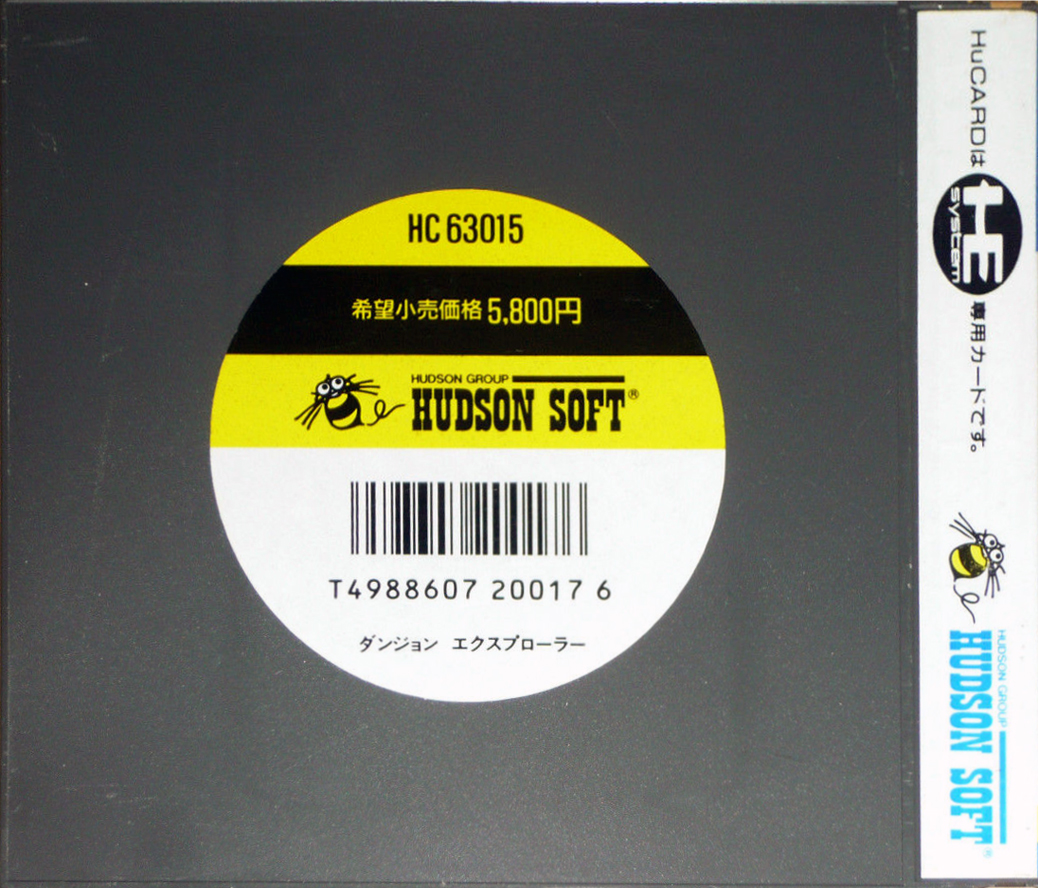 HC 63015
希望小売価格 5,800円
HUDSON GROUP
HUDSON SOFT®
T4988607 20017 6
ダンジョン エクスプローラー
HuCARDは HE system 専用カードです。
HUDSON GROUP
HUDSON SOFT®